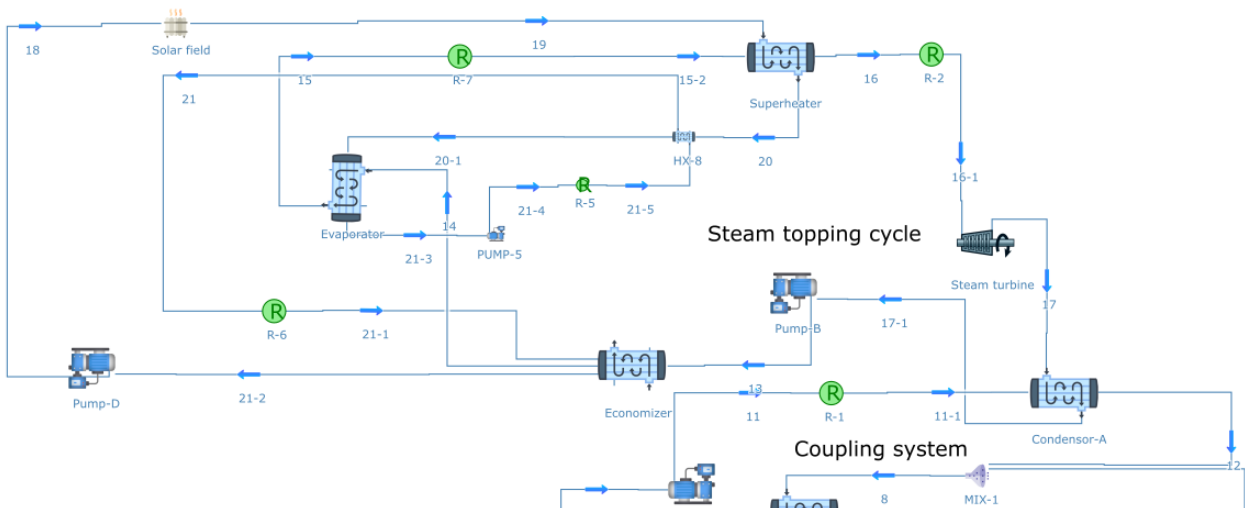 18
Solar field
19
15
R
R-7
15-2
Superheater
16
R
R-2
21
20-1
HX-8
20
16-1
Evaporator
14
21-3
21-4
R
R-5
21-5
PUMP-5
Steam topping cycle
Steam turbine
17
R
R-6
21-1
Pump-B
17-1
Pump-D
21-2
Economizer
13
11
R
R-1
11-1
Condensor-A
12
Coupling system
8
MIX-1